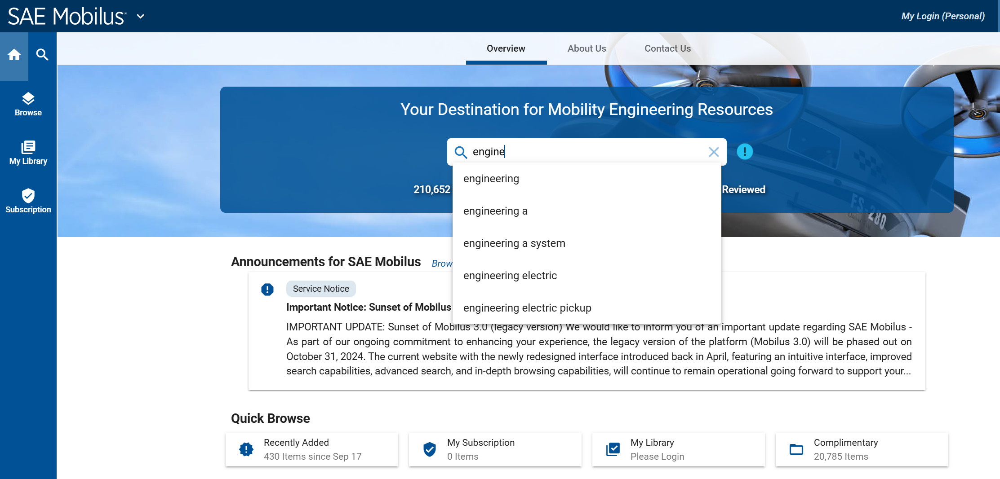 SAE Mobilus
My Login (Personal)
Overview
About Us
Contact Us
Browse
My Library
Subscription
Your Destination for Mobility Engineering Resources
engine
!
210,652
Reviewed
engineering
engineering a
engineering a system
engineering electric
engineering electric pickup
FS-280
Announcements for SAE Mobilus
Brow
Service Notice
Important Notice: Sunset of Mobilus
IMPORTANT UPDATE: Sunset of Mobilus 3.0 (legacy version) We would like to inform you of an important update regarding SAE Mobilus -
As part of our ongoing commitment to enhancing your experience, the legacy version of the platform (Mobilus 3.0) will be phased out on
October 31, 2024. The current website with the newly redesigned interface introduced back in April, featuring an intuitive interface, improved
search capabilities, advanced search, and in-depth browsing capabilities, will continue to remain operational going forward to support your...
Quick Browse
Recently Added
430 Items since Sep 17
My Subscription
0 Items
My Library
Please Login
Complimentary
20,785 Items